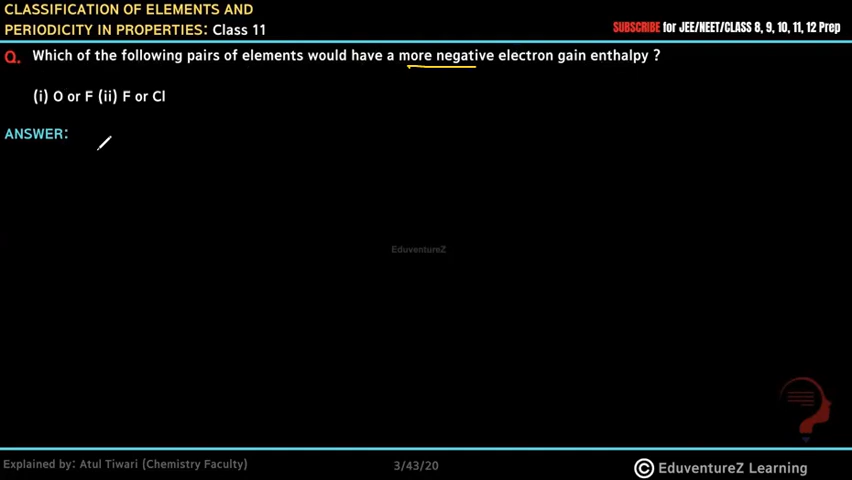 CLASSIFICATION OF ELEMENTS AND
PERIODICITY IN PROPERTIES: Class 11
SUBSCRIBE for JEE/NEET/CLASS 8, 9, 10, 11, 12 Prep
Q. Which of the following pairs of elements would have a more negative electron gain enthalpy ?
(i) O or F (ii) F or Cl
ANSWER:
EduventureZ
Explained by: Atul Tiwari (Chemistry Faculty)
3/43/20
© EduventureZ Learning